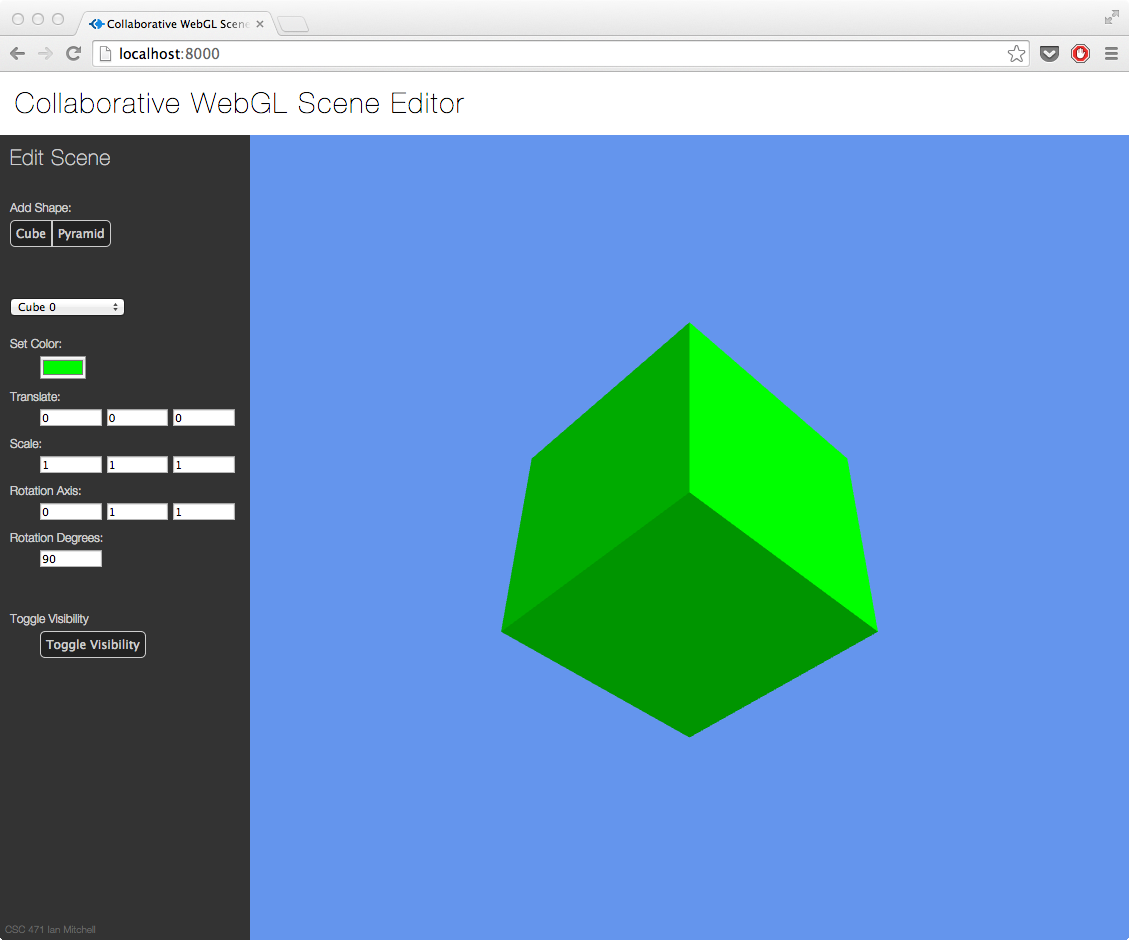 Collaborative WebGL Scene
localhost:8000
Collaborative WebGL Scene Editor
Edit Scene
Add Shape:
Cube Pyramid
Cube 0
Set Color:
Translate:
0 0 0
Scale:
1 1 1
Rotation Axis:
0 1 1
Rotation Degrees:
90
Toggle Visibility
Toggle Visibility
CSC 471 Ian Mitchell